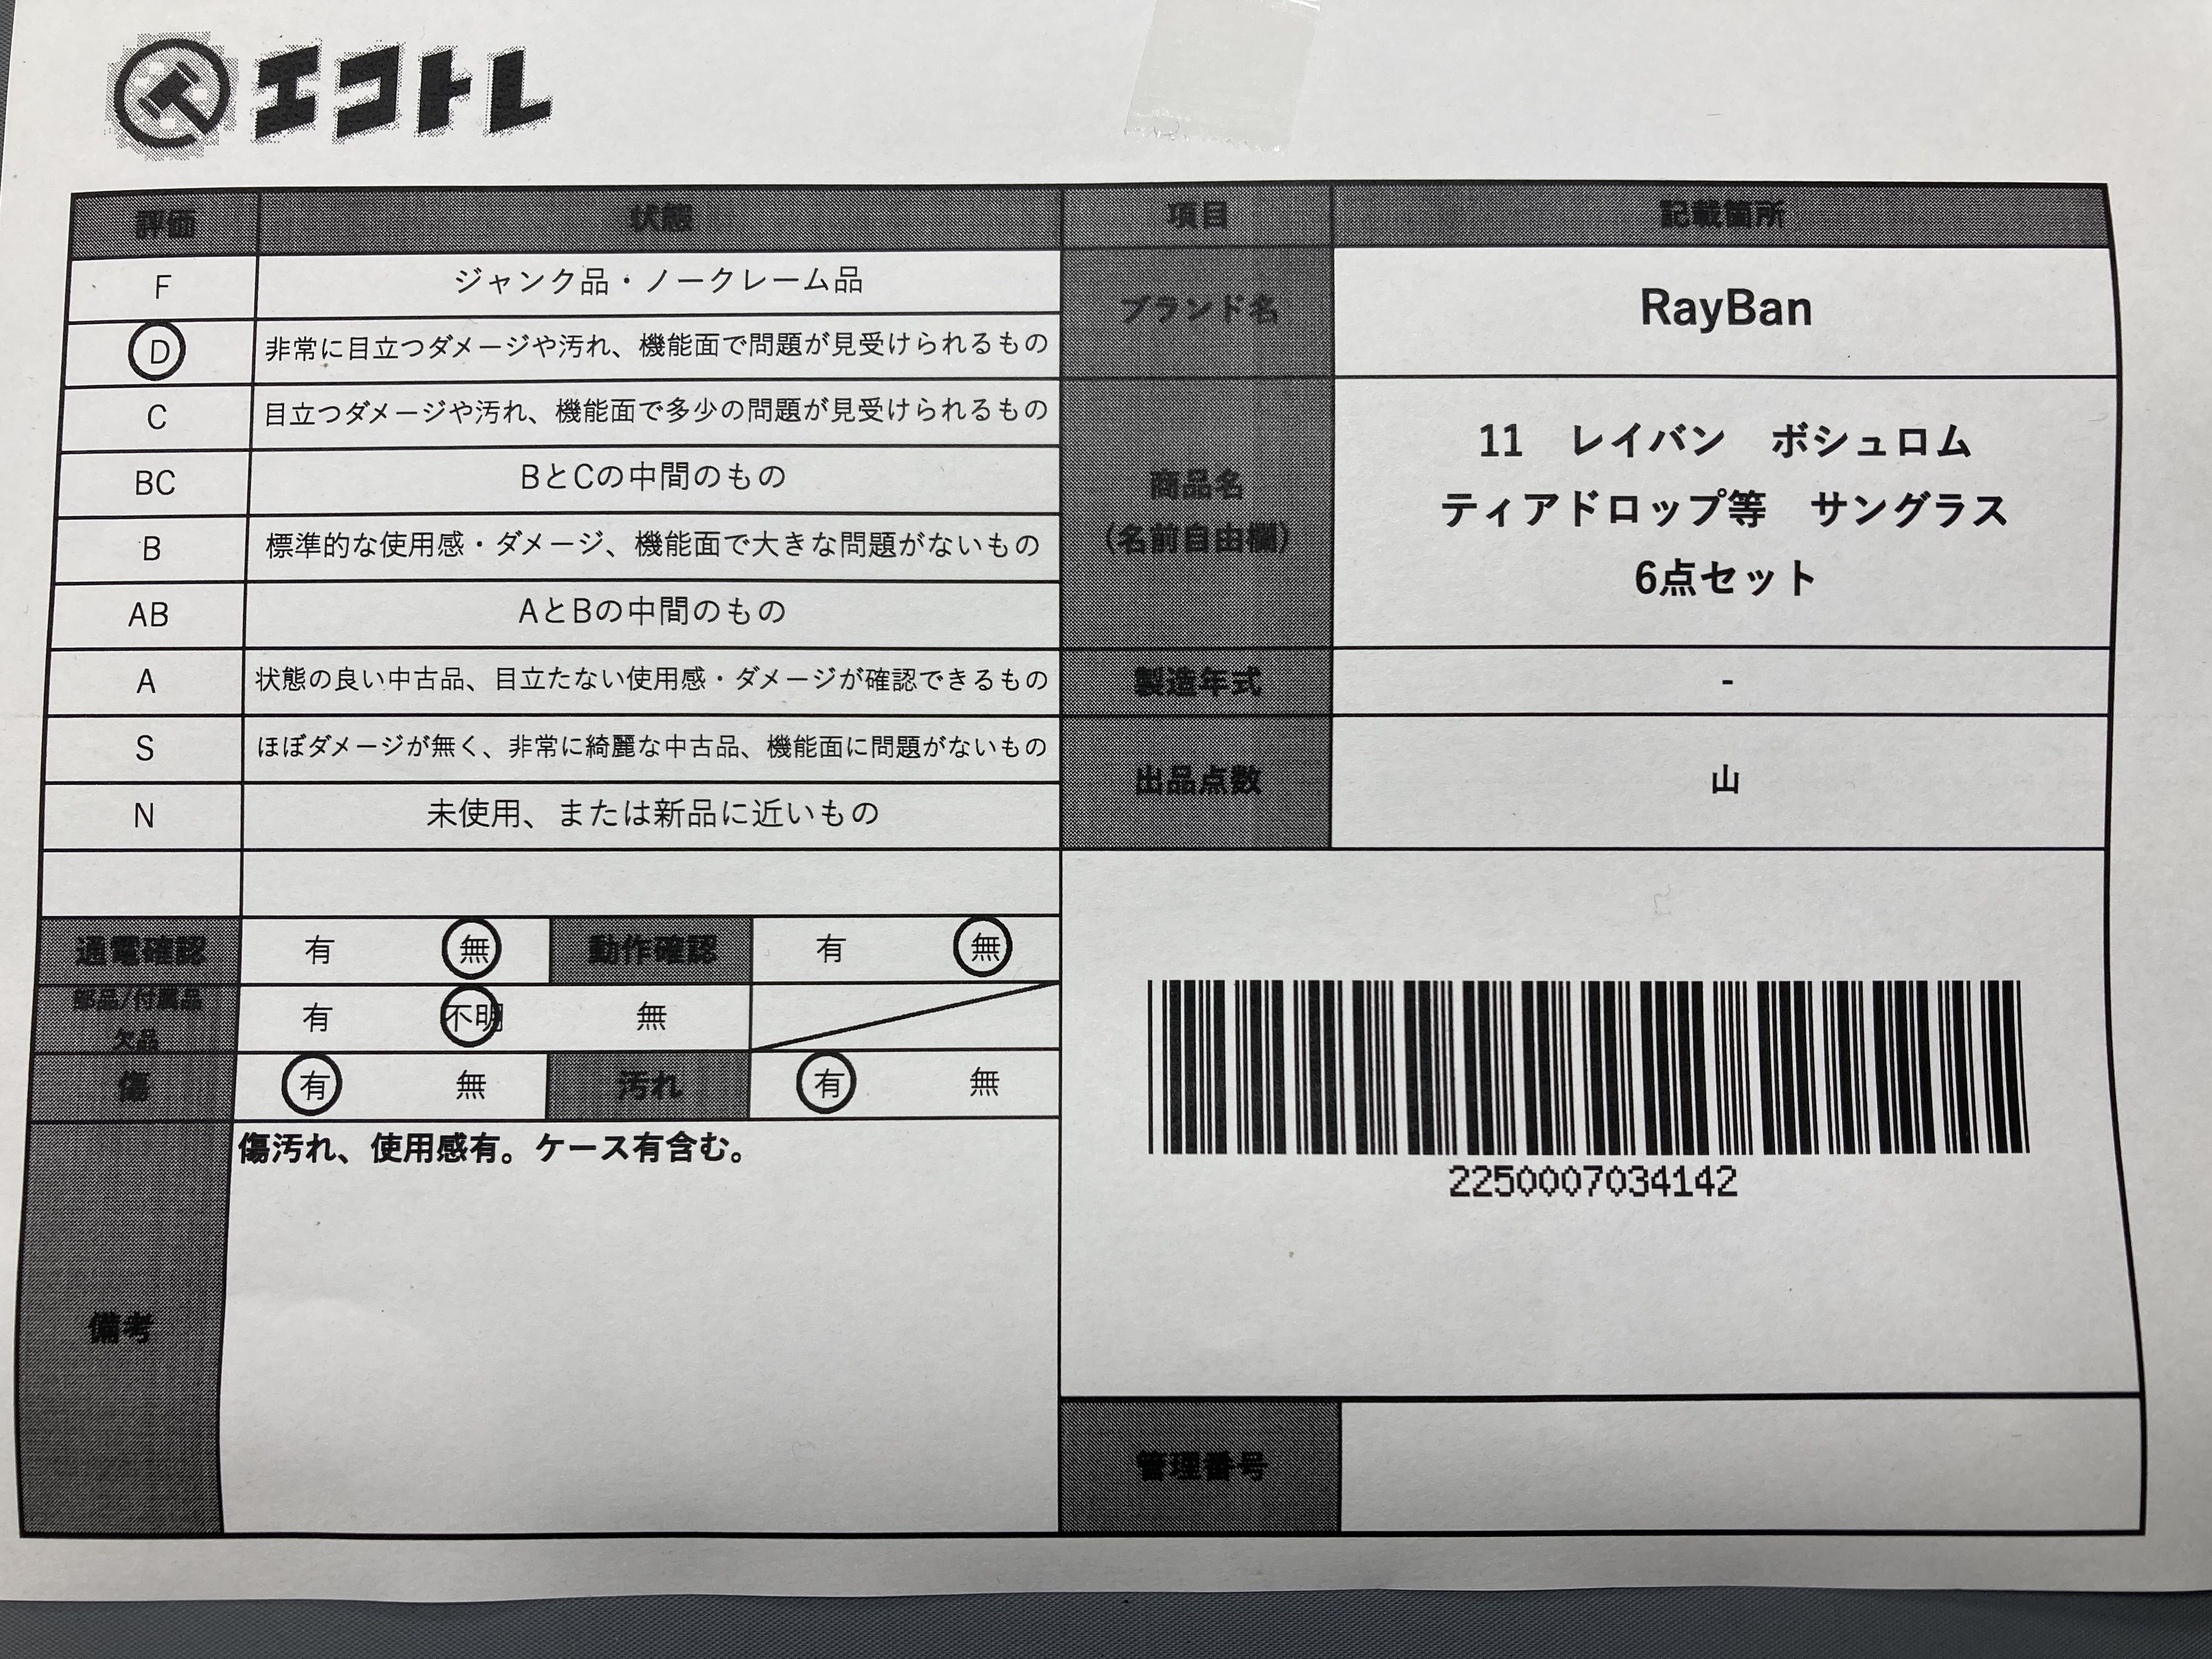 エコトレ
評価 状態
F ジャンク品・ノークレーム品
D 非常に目立つダメージや汚れ、機能面で問題が見受けられるもの
C 目立つダメージや汚れ、機能面で多少の問題が見受けられるもの
BC BとCの中間のもの
B 標準的な使用感・ダメージ、機能面で大きな問題がないもの
AB AとBの中間のもの
A 状態の良い中古品、目立たない使用感・ダメージが確認できるもの
S ほぼダメージが無く、非常に綺麗な中古品、機能面に問題がないもの
N 未使用、または新品に近いもの
通電確認 有 無 動作確認 有 無
部品/付属品
欠品
有 不明 無
傷 有 無 汚れ 有 無
備考
傷汚れ、使用感有。ケース有含む。
項目 記載箇所
ブランド名 RayBan
商品名
(名前自由欄)
11 レイバン ボシュロム
ティアドロップ等 サングラス
6点セット
製造年式 -
出品点数 山
2250007034142
管理番号